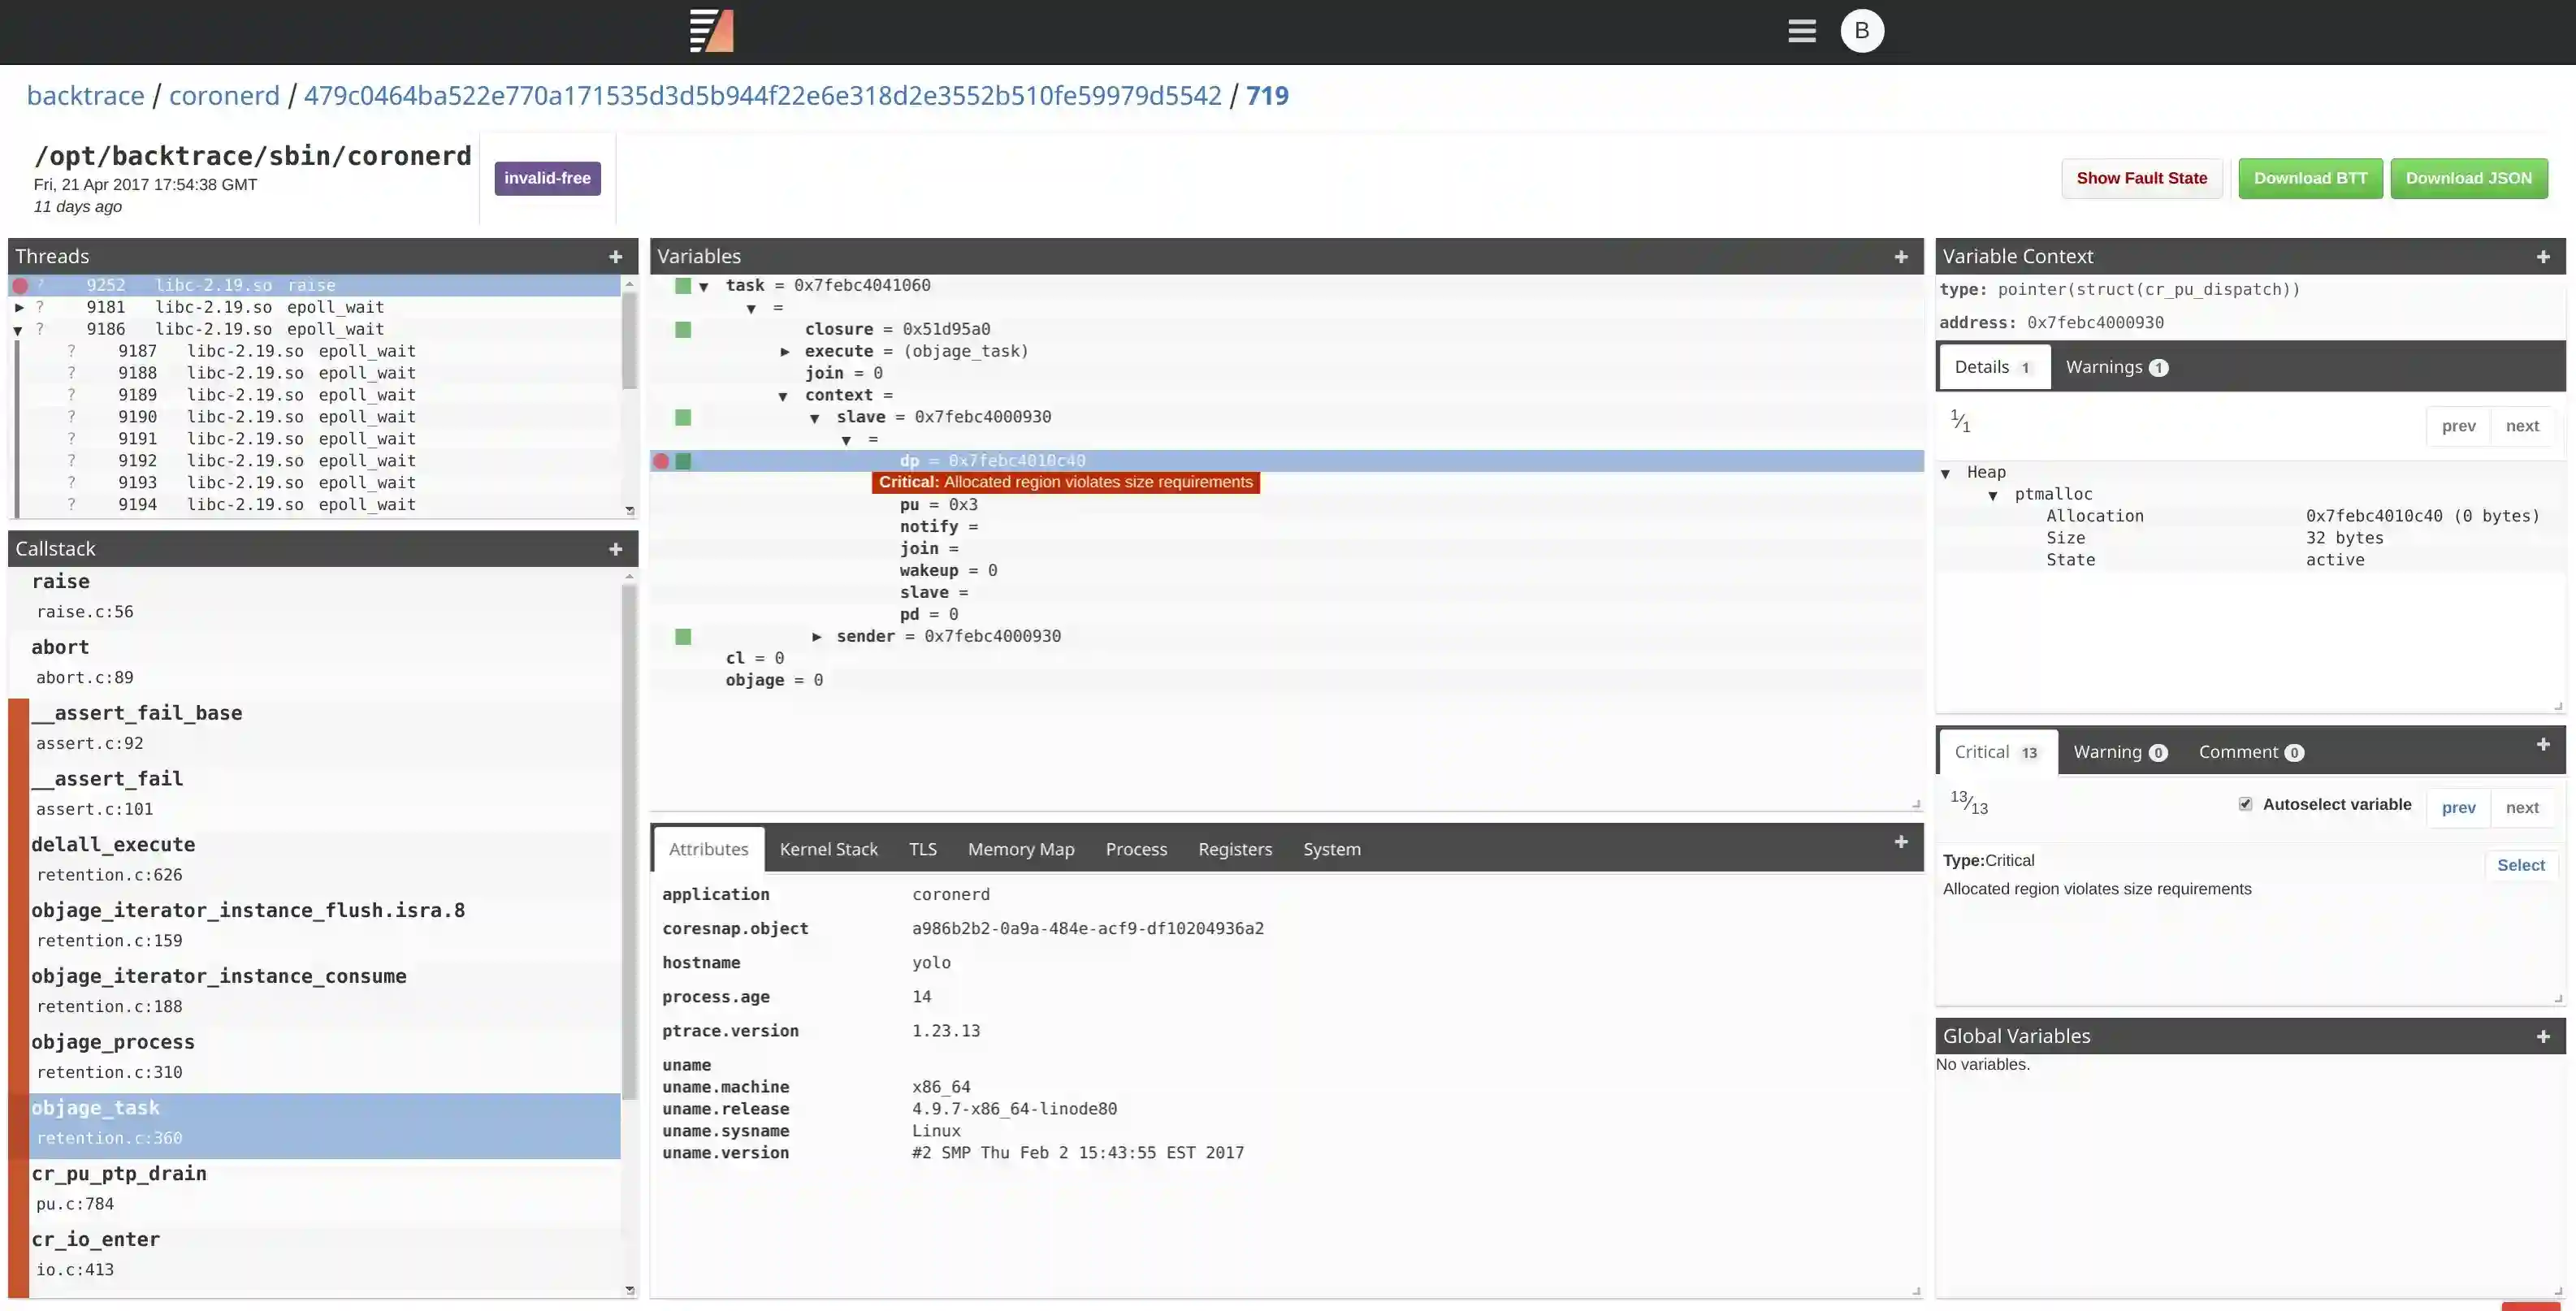 B
backtrace / coronerd / 479c0464ba522e770a171535d3d5b944f22e6e318d2e3552b510fe59979d5542 / 719
/opt/backtrace/sbin/coronerd
Fri, 21 Apr 2017 17:54:38 GMT
11 days ago
invalid-free
Show Fault State
Download BTT
Download JSON
Threads +
? 9252 libc-2.19.so raise
? 9181 libc-2.19.so epoll_wait
? 9186 libc-2.19.so epoll_wait
? 9187 libc-2.19.so epoll_wait
? 9188 libc-2.19.so epoll_wait
? 9189 libc-2.19.so epoll_wait
? 9190 libc-2.19.so epoll_wait
? 9191 libc-2.19.so epoll_wait
? 9192 libc-2.19.so epoll_wait
? 9193 libc-2.19.so epoll_wait
? 9194 libc-2.19.so epoll_wait
Callstack +
raise
raise.c:56
abort
abort.c:89
__assert_fail_base
assert.c:92
__assert_fail
assert.c:101
delall_execute
retention.c:626
objage_iterator_instance_flush.isra.8
retention.c:159
objage_iterator_instance_consume
retention.c:188
objage_process
retention.c:310
objage_task
retention.c:360
cr_pu_ptp_drain
pu.c:784
cr_io_enter
io.c:413
Variables +
task = 0x7febc4041060
=
closure = 0x51d95a0
execute = (objage_task)
join = 0
context =
slave = 0x7febc4000930
=
dp = 0x7febc4010c40
Critical: Allocated region violates size requirements
pu = 0x3
notify =
join =
wakeup = 0
slave =
pd = 0
sender = 0x7febc4000930
cl = 0
objage = 0
Attributes Kernel Stack TLS Memory Map Process Registers System +
application coronerd
coresnap.object a986b2b2-0a9a-484e-acf9-df10204936a2
hostname yolo
process.age 14
ptrace.version 1.23.13
uname
uname.machine x86_64
uname.release 4.9.7-x86_64-linode80
uname.sysname Linux
uname.version #2 SMP Thu Feb 2 15:43:55 EST 2017
Variable Context +
type: pointer(struct(cr_pu_dispatch))
address: 0x7febc4000930
Details 1 Warnings 1
1/1 prev next
Heap
ptmalloc
Allocation 0x7febc4010c40 (0 bytes)
Size 32 bytes
State active
Critical 13 Warning 0 Comment 0 +
13/13 Autoselect variable prev next
Type:Critical
Select
Allocated region violates size requirements
Global Variables +
No variables.